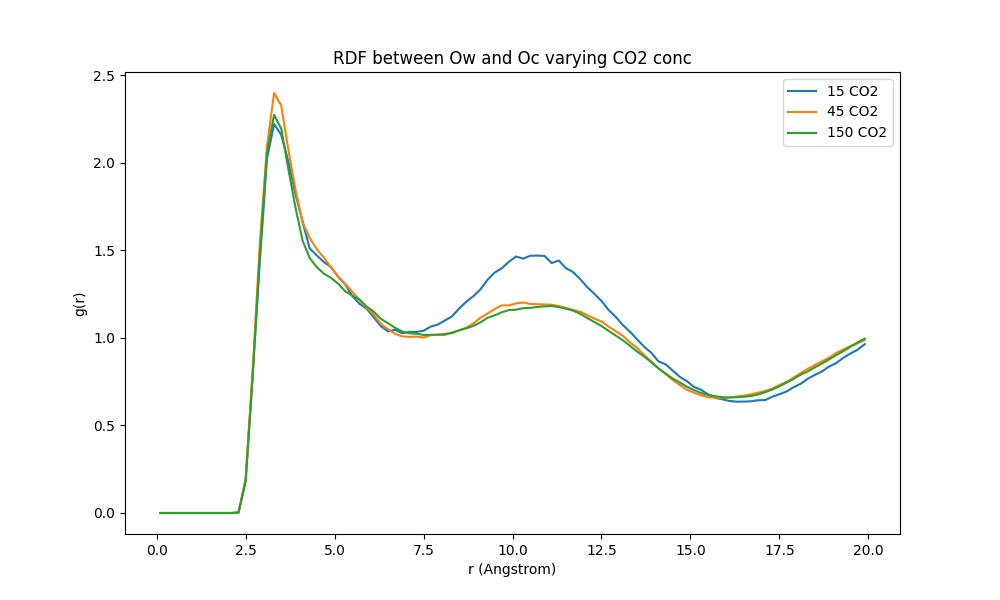 RDF between Ow and Oc varying CO2 conc
15 CO2
45 CO2
150 CO2
2.5
2.0
1.5
1.0
0.5
0.0
g(r)
0.0 2.5 5.0 7.5 10.0 12.5 15.0 17.5 20.0
r (Angstrom)